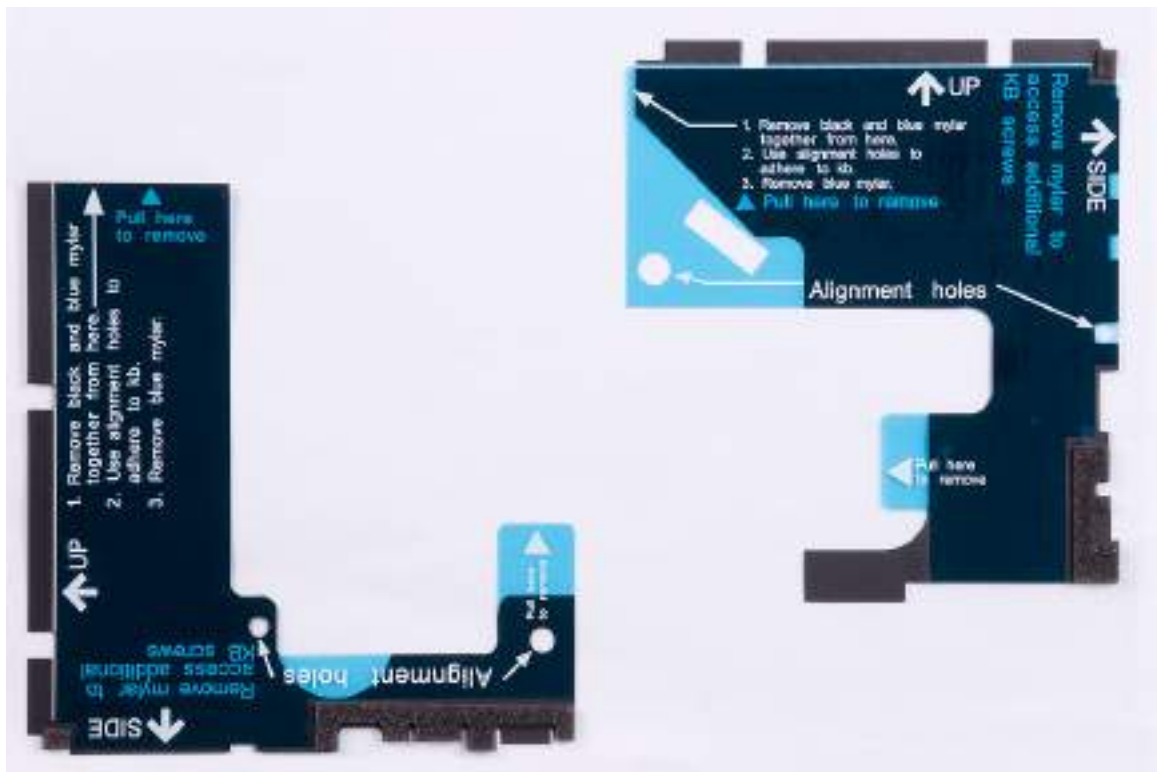 1. Remove black and blue mylar
together from here.
2. Use alignment holes to
adhere to kb.
3. Remove blue mylar.
Pull here
to remove
UP
Remove mylar to
access additional
KB screws
SIDE
Alignment holes
Pull here
to remove
UP
1. Remove black and blue mylar
together from here.
2. Use alignment holes to
adhere to kb.
3. Remove blue mylar.
Pull here to remove
Remove mylar to
access additional
KB screws
SIDE
Alignment holes
Pull here
to remove